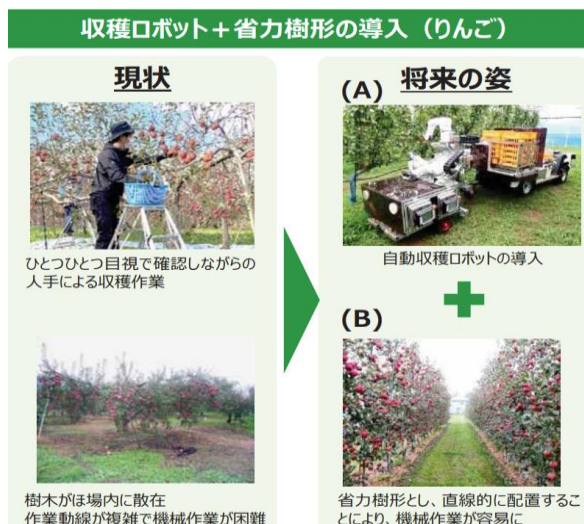 収穫ロボット+省力樹形の導入(りんご)
現状
ひとつひとつ目視で確認しながらの
人手による収穫作業
樹木がほ場内に散在
作業動線が複雑で機械作業が困難
将来の姿
(A)
自動収穫ロボットの導入
(B)
省力樹形とし、直線的に配置するこ
とにより、機械作業が容易に